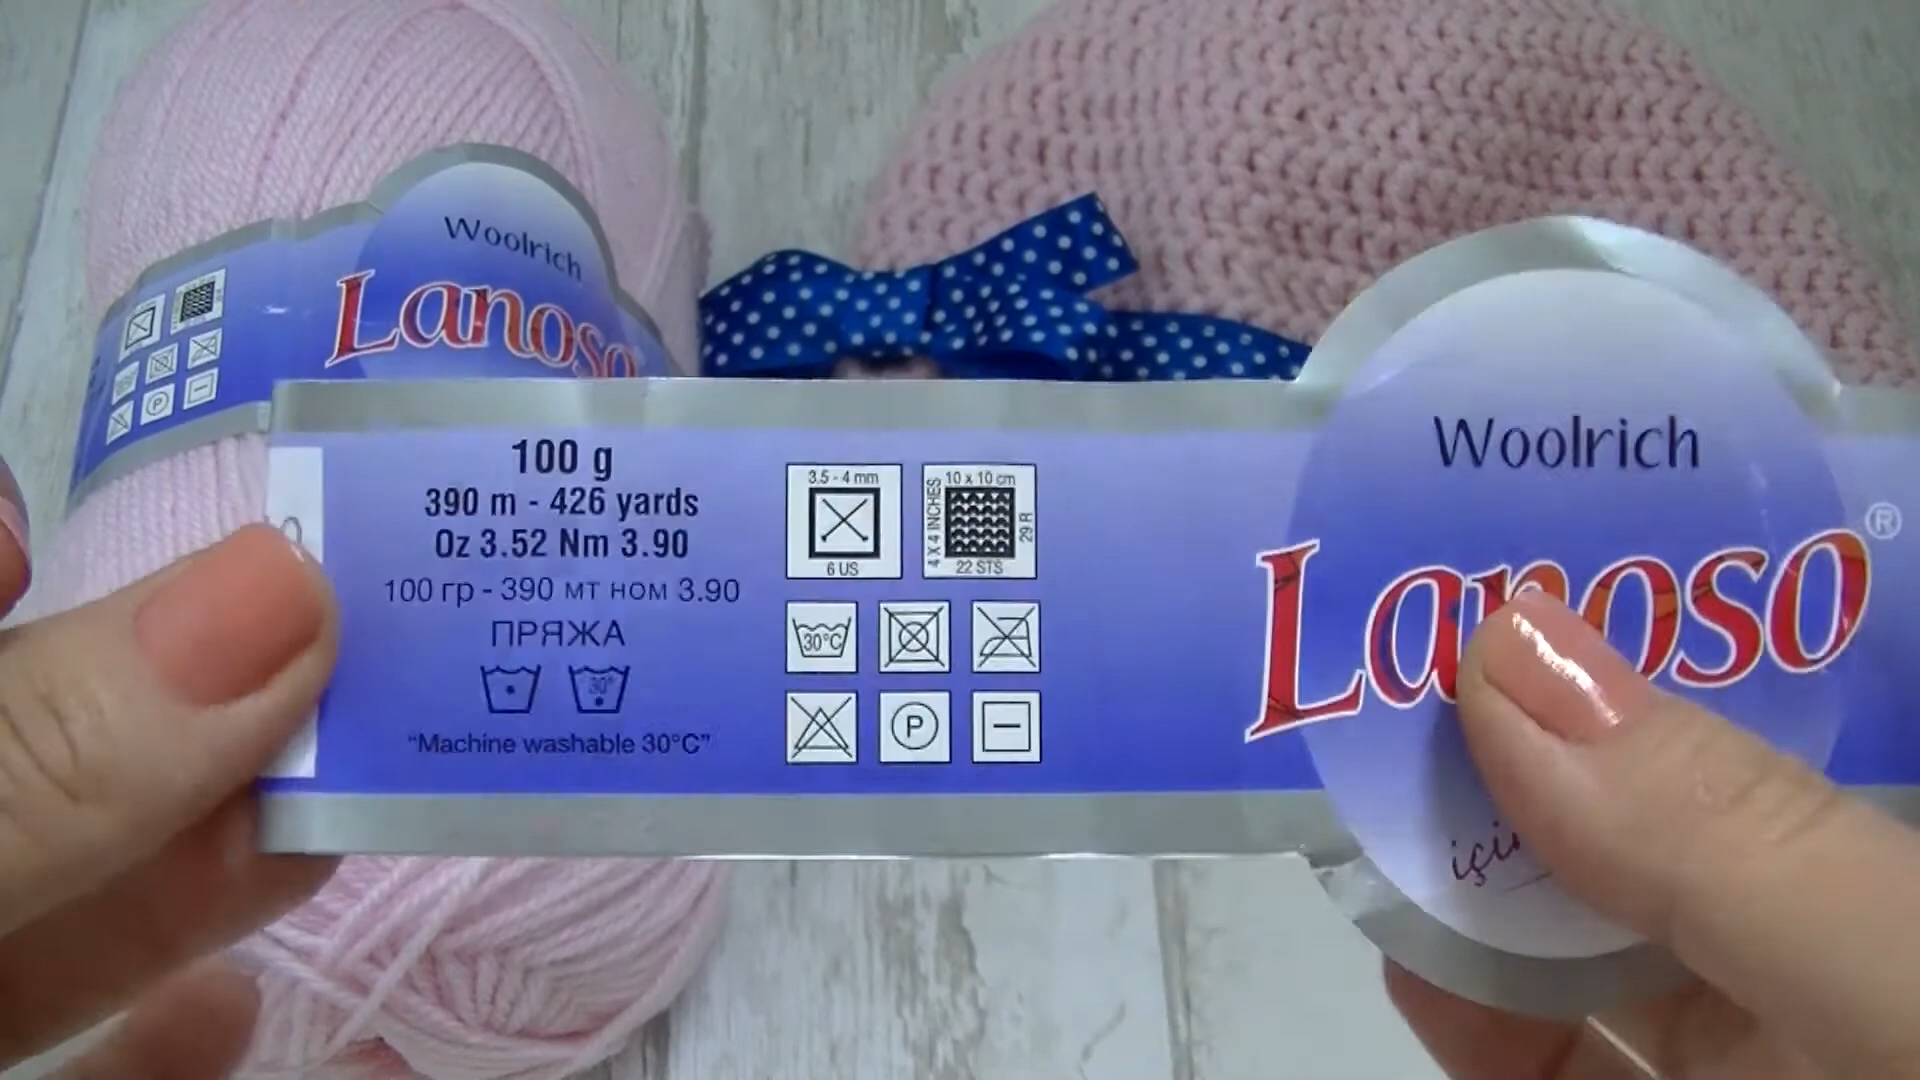 Woolrich
Lanoso
100 g
390 m - 426 yards
Oz 3.52 Nm 3.90
100 гр - 390 мт ном 3.90
ПРЯЖА
30°
“Machine washable 30°C”
3.5 - 4 mm
6 US
10 x 10 cm
4 X 4 INCHES
29 R
22 STS
30°C
P
Woolrich
Lanoso®
için
P